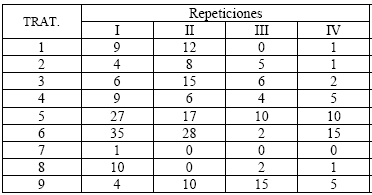 TRAT. Repeticiones
I II III IV
1 9 12 0 1
2 4 8 5 1
3 6 15 6 2
4 9 6 4 5
5 27 17 10 10
6 35 28 2 15
7 1 0 0 0
8 10 0 2 1
9 4 10 15 5